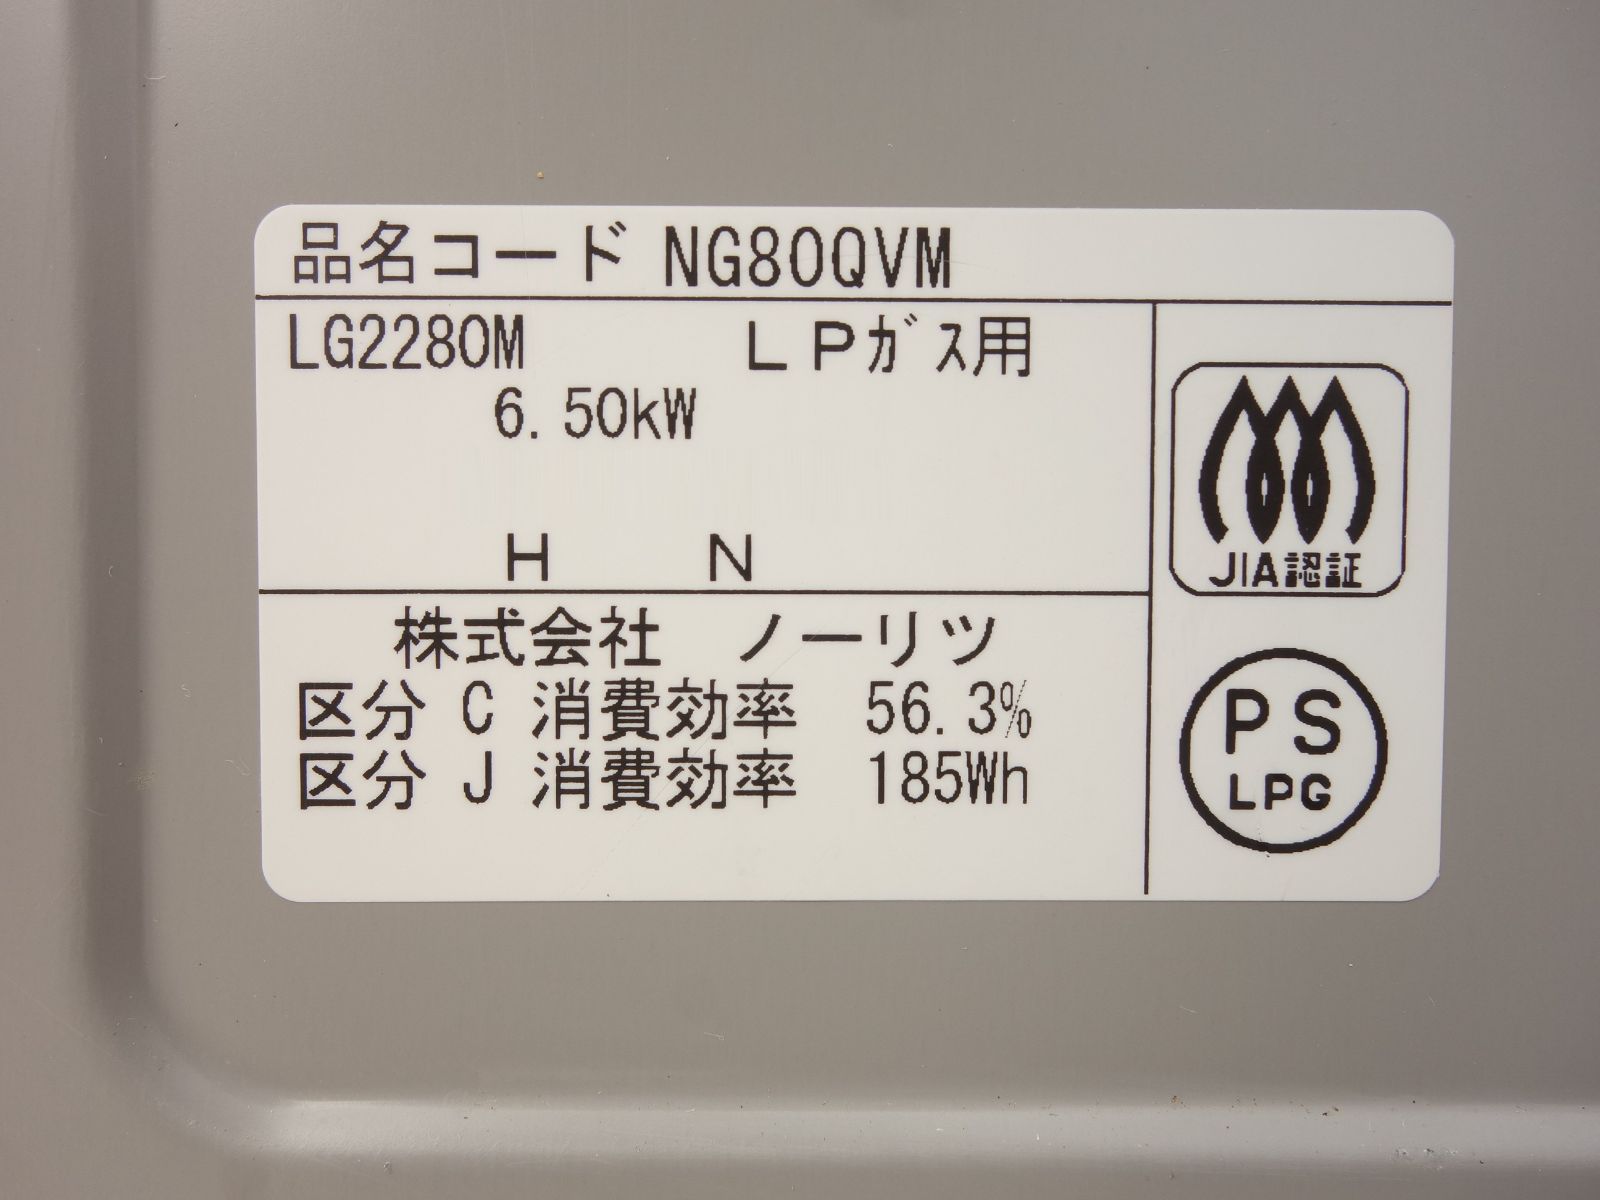 品名コード NG80QVM
LG2280M LPガス用
6.50kW
H N
JIA認証
株式会社 ノーリツ
区分 C 消費効率 56.3%
区分 J 消費効率 185Wh
PS
LPG